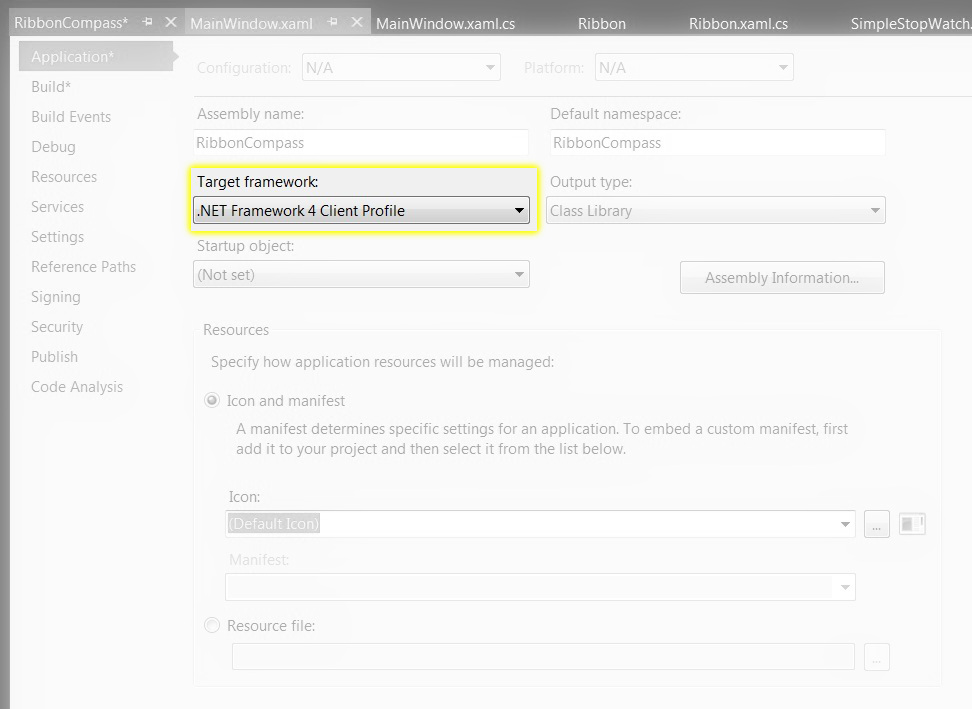 RibbonCompass* MainWindow.xaml MainWindow.xaml.cs Ribbon Ribbon.xaml.cs SimpleStopWatch.
Application*
Build*
Build Events
Debug
Resources
Services
Settings
Reference Paths
Signing
Security
Publish
Code Analysis
Configuration: N/A Platform: N/A
Assembly name: Default namespace:
RibbonCompass RibbonCompass
Target framework: Output type:
.NET Framework 4 Client Profile Class Library
Startup object:
(Not set) Assembly Information...
Resources
Specify how application resources will be managed:
Icon and manifest
A manifest determines specific settings for an application. To embed a custom manifest, first
add it to your project and then select it from the list below.
Icon:
(Default Icon) ...
Manifest:
Resource file:
...